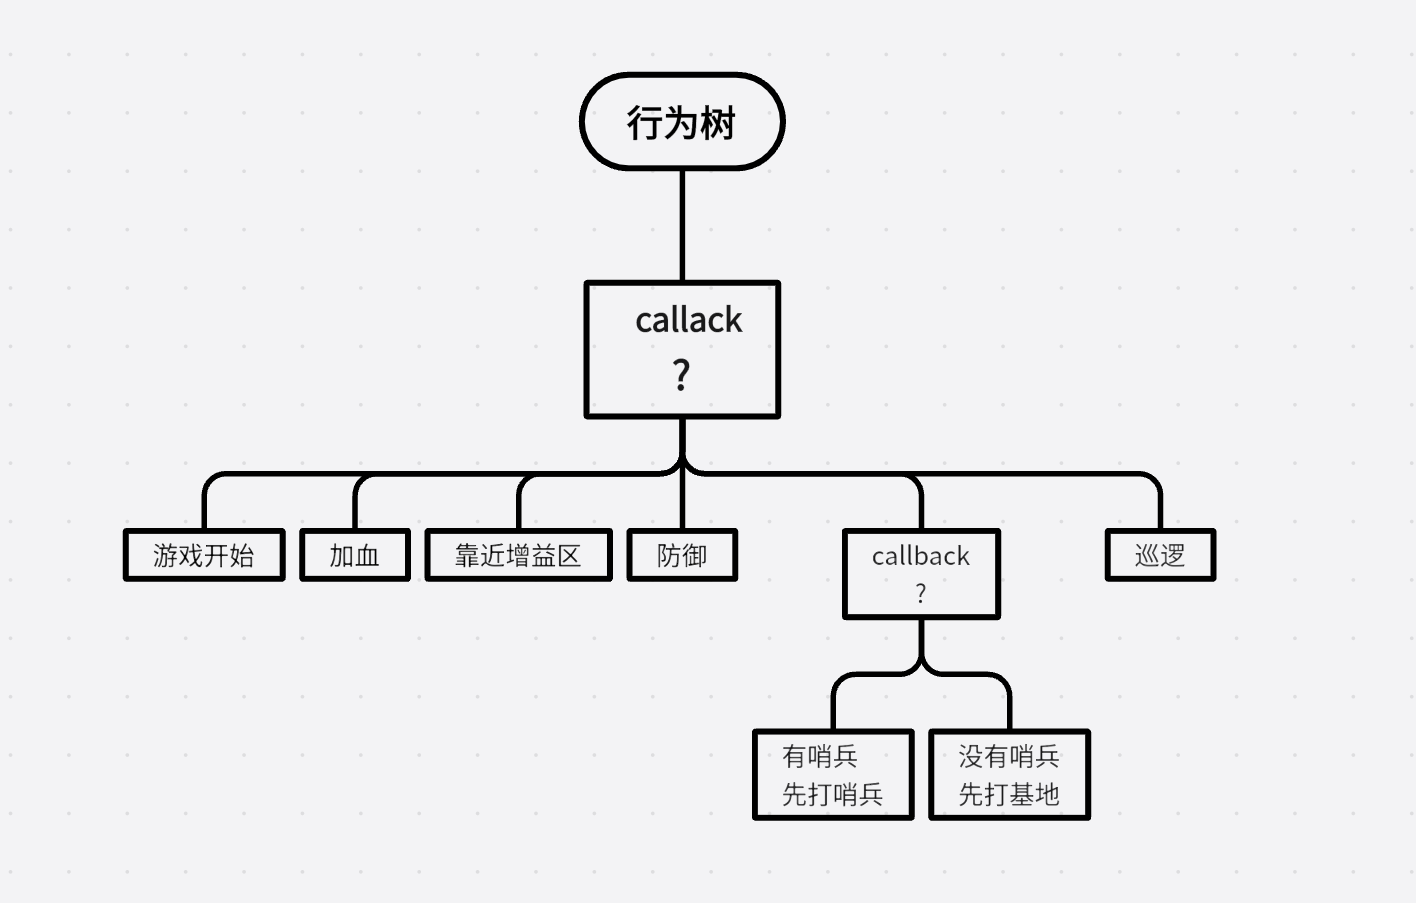 行为树
callack
?
游戏开始
加血
靠近增益区
防御
callback
?
巡逻
有哨兵
先打哨兵
没有哨兵
先打基地